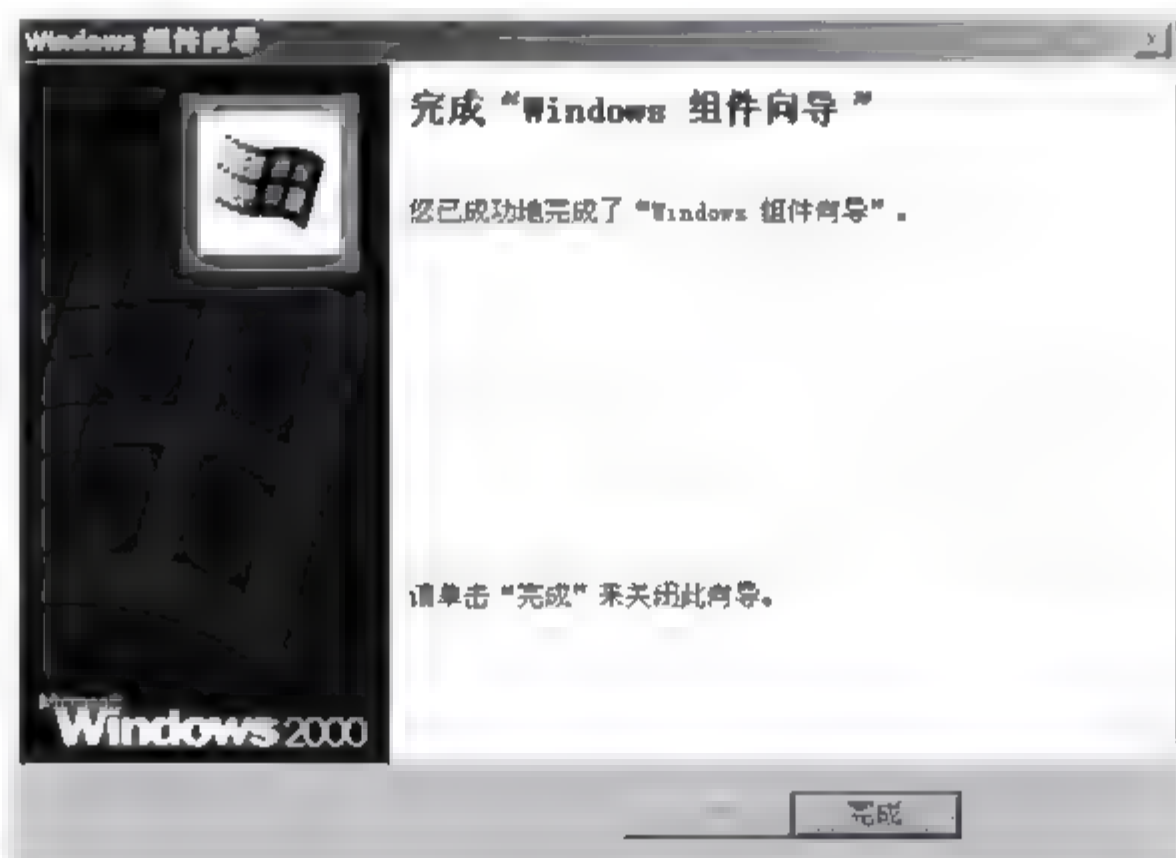 Windows 组件向导
完成“Windows 组件向导”
您已成功地完成了“Windows 组件向导”。
请单击“完成”来关闭此向导。
Microsoft
Windows 2000
完成